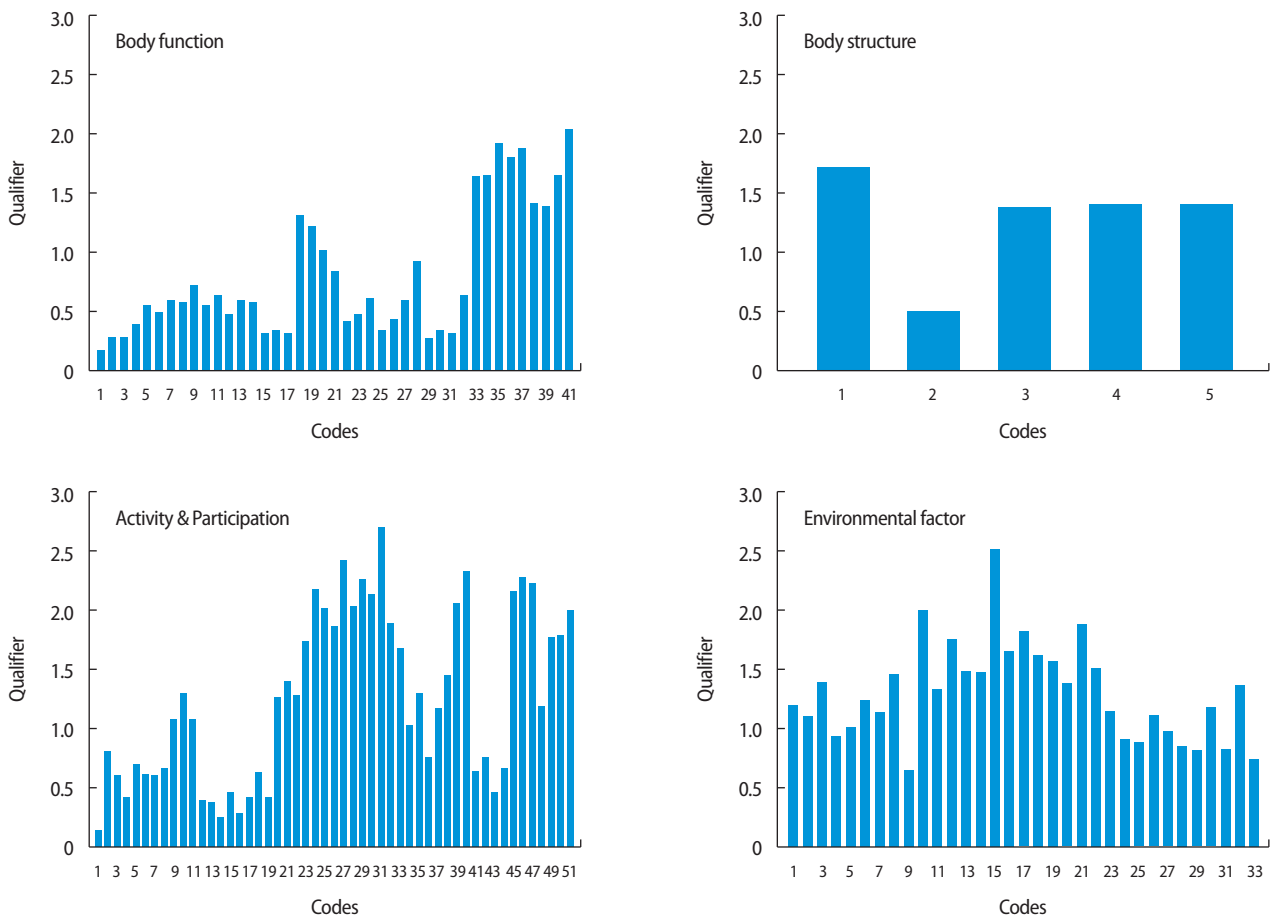 Body function
3.0
2.5
2.0
1.5
1.0
0.5
0
Qualifier
1 3 5 7 9 11 13 15 17 19 21 23 25 27 29 31 33 35 37 39 41
Codes
Body structure
3.0
2.5
2.0
1.5
1.0
0.5
0
Qualifier
1 2 3 4 5
Codes
Activity & Participation
3.0
2.5
2.0
1.5
1.0
0.5
0
Qualifier
1 3 5 7 9 11 13 15 17 19 21 23 25 27 29 31 33 35 37 39 41 43 45 47 49 51
Codes
Environmental factor
3.0
2.5
2.0
1.5
1.0
0.5
0
Qualifier
1 3 5 7 9 11 13 15 17 19 21 23 25 27 29 31 33
Codes